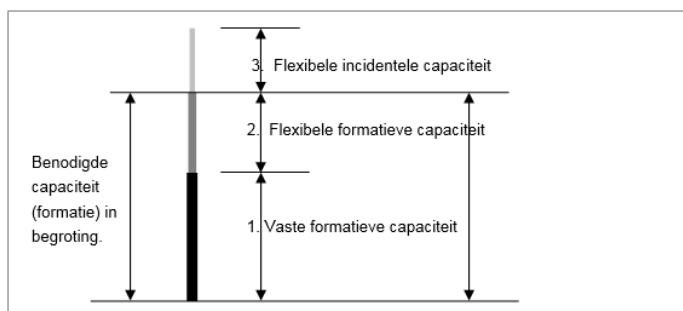 3. Flexibele incidentele capaciteit
2. Flexibele formatieve capaciteit
Benodigde
capaciteit
(formatie) in
begroting.
1. Vaste formatieve capaciteit